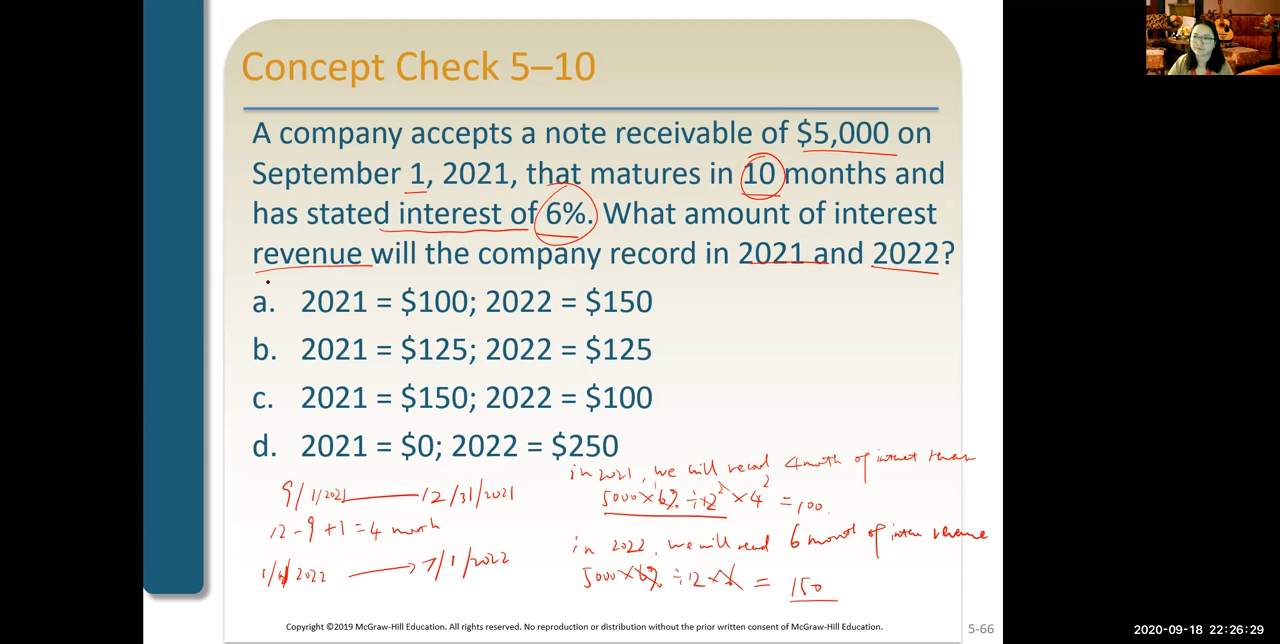 Concept Check 5–10
A company accepts a note receivable of $5,000 on
September 1, 2021, that matures in 10 months and
has stated interest of 6%. What amount of interest
revenue will the company record in 2021 and 2022?
a. 2021 = $100; 2022 = $150
b. 2021 = $125; 2022 = $125
c. 2021 = $150; 2022 = $100
d. 2021 = $0; 2022 = $250
in 2021, we will record 4 month of
9/1/2021 12/31/2021
5000 × 6% ÷ 12 × 4 = 100.
12 - 9 + 1 = 4 month
in 2022, we will 6 month of revenue
1/1/2022 → 7/1/2022
5000 × 6% ÷ 12 × 6 = 150
Copyright ©2019 McGraw-Hill Education. All rights reserved. No reproduction or distribution without the prior written consent of McGraw-Hill Education.
5-66
2020-09-18 22:26:29